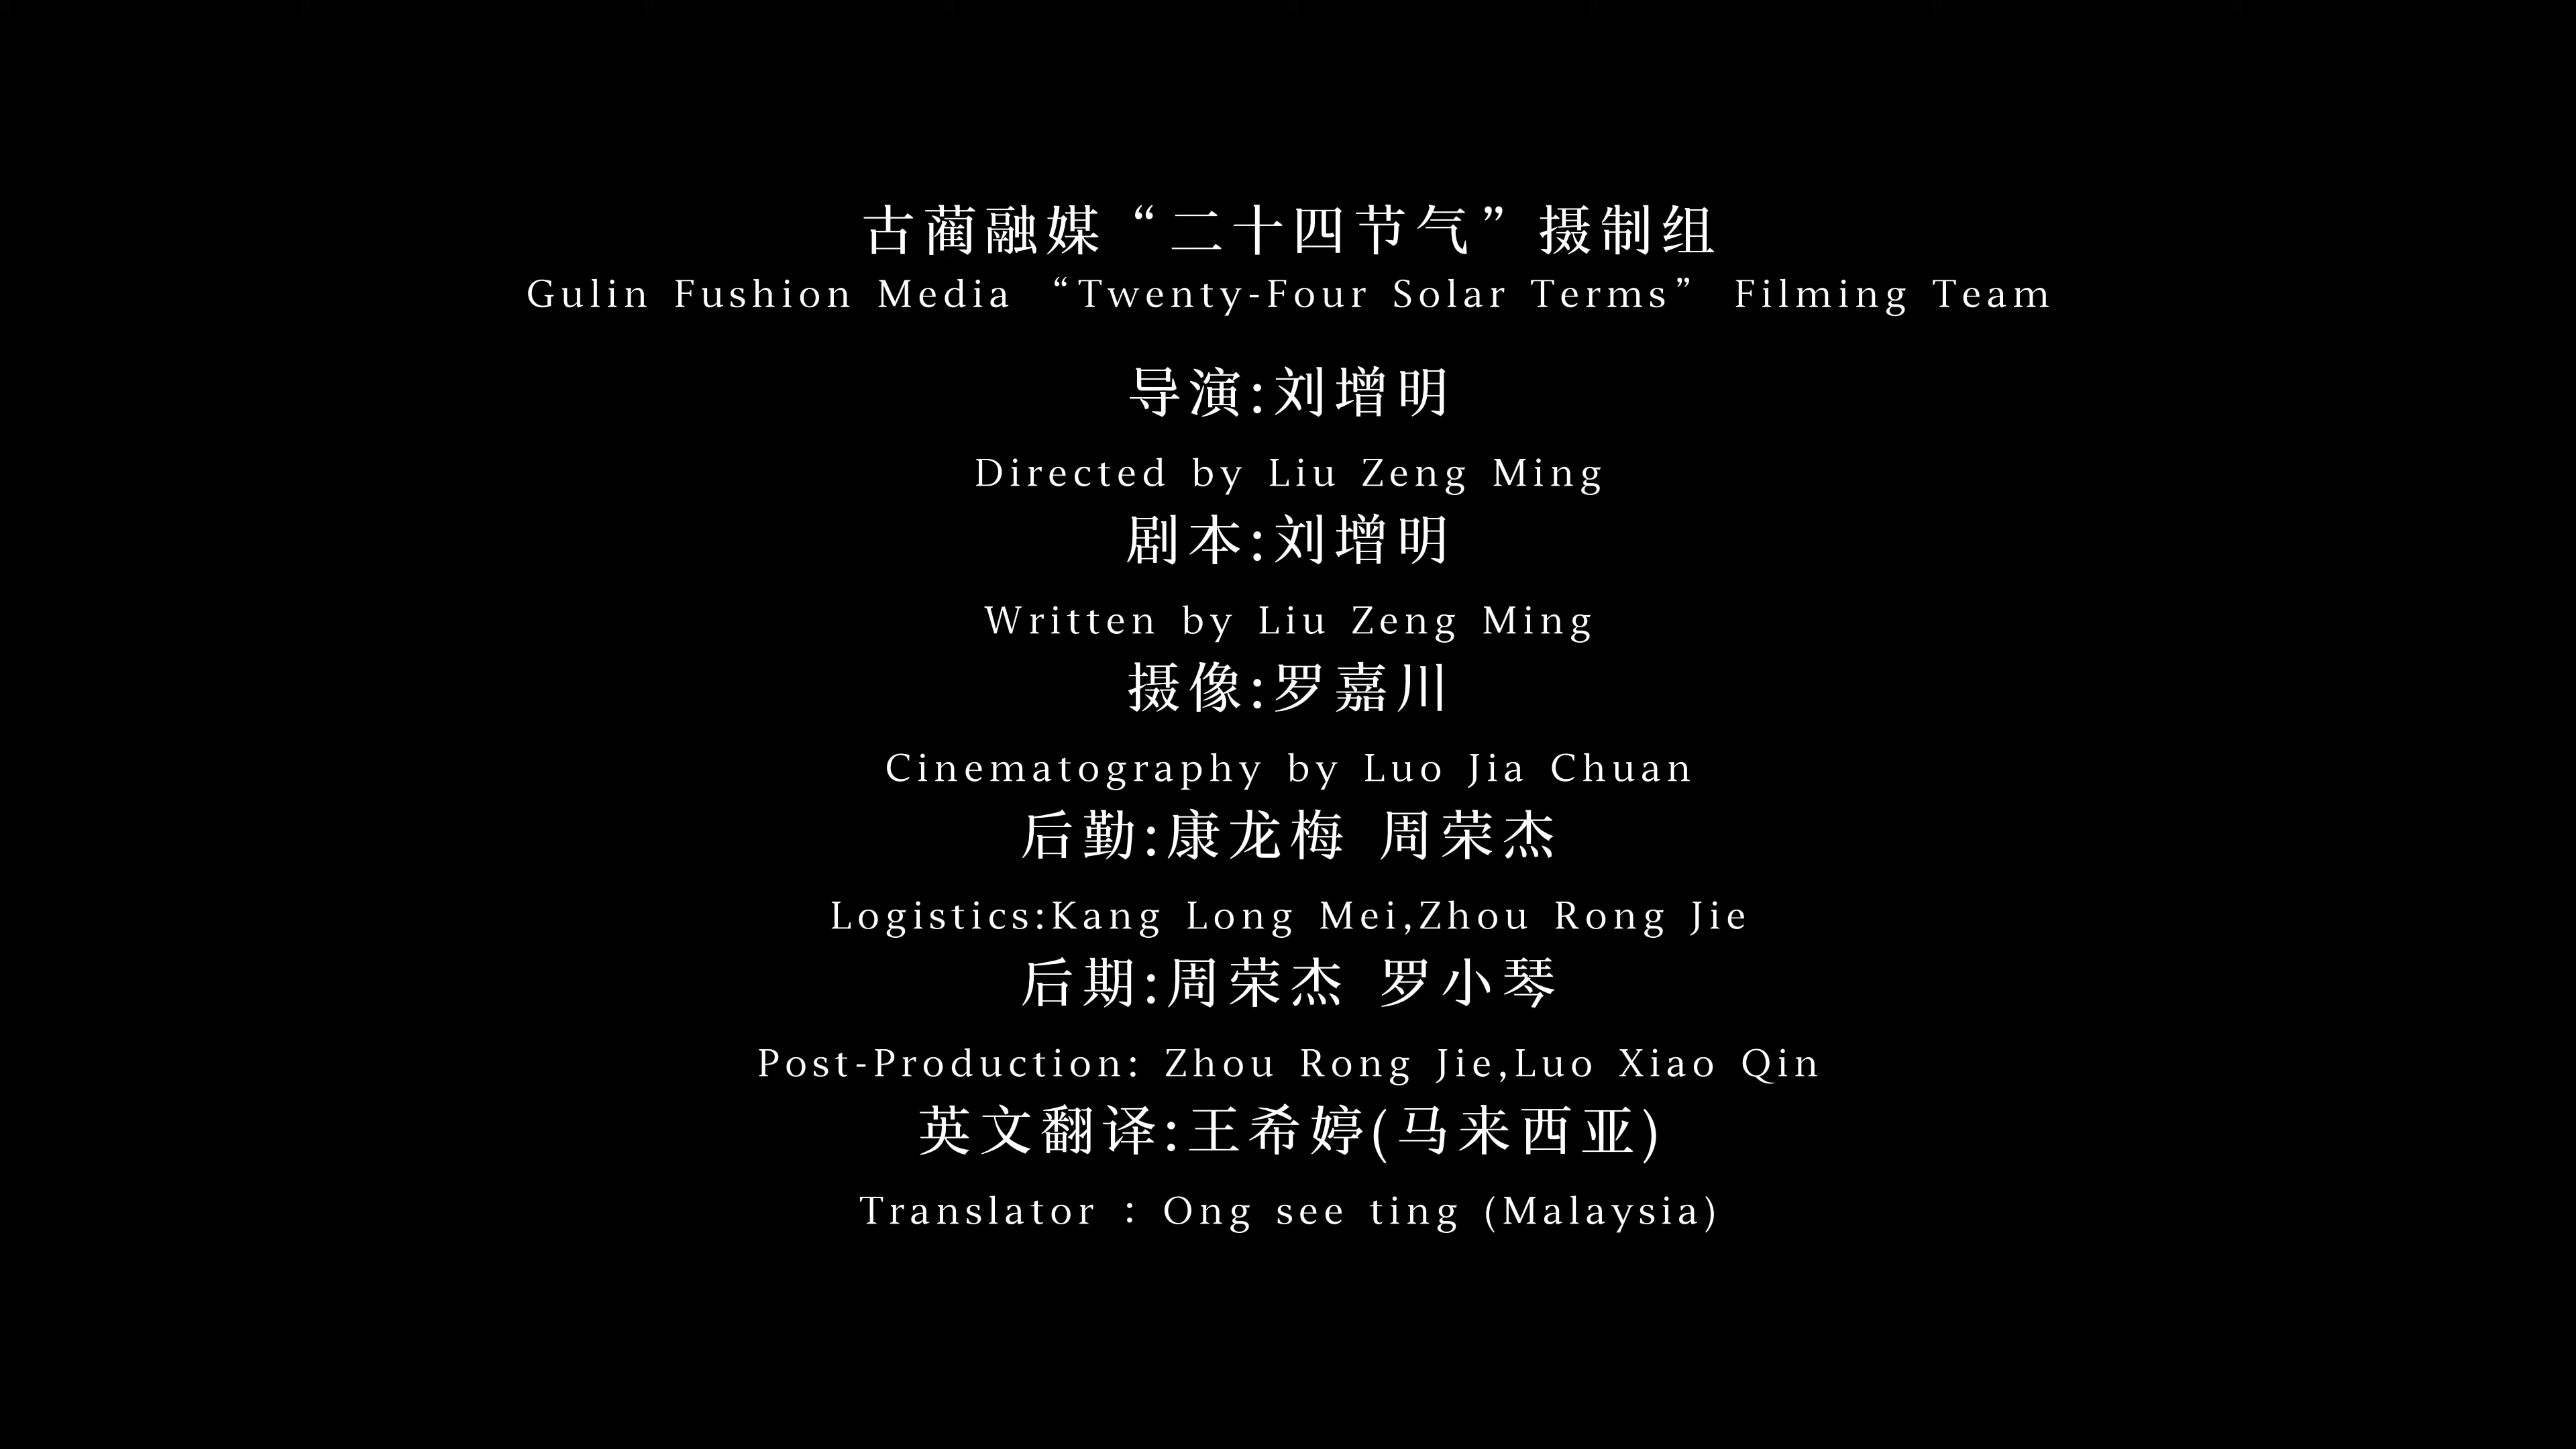 古蔺融媒“二十四节气”摄制组
Gulin Fushion Media “Twenty-Four Solar Terms” Filming Team
导演:刘增明
Directed by Liu Zeng Ming
剧本:刘增明
Written by Liu Zeng Ming
摄像:罗嘉川
Cinematography by Luo Jia Chuan
后勤:康龙梅 周荣杰
Logistics:Kang Long Mei,Zhou Rong Jie
后期:周荣杰 罗小琴
Post-Production: Zhou Rong Jie,Luo Xiao Qin
英文翻译:王希婷(马来西亚)
Translator : Ong see ting (Malaysia)